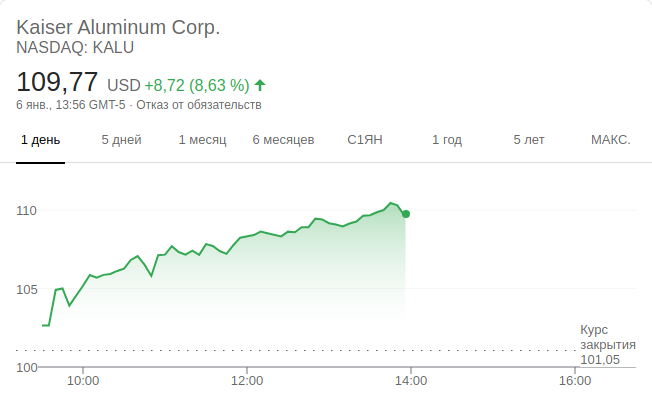 Kaiser Aluminum Corp.
NASDAQ: KALU
109,77 USD +8,72 (8,63 %)
6 янв., 13:56 GMT-5 · Отказ от обязательств
1 день 5 дней 1 месяц 6 месяцев С1ЯН 1 год 5 лет МАКС.
110
105
Курс
закрытия
101,05
100
10:00 12:00 14:00 16:00